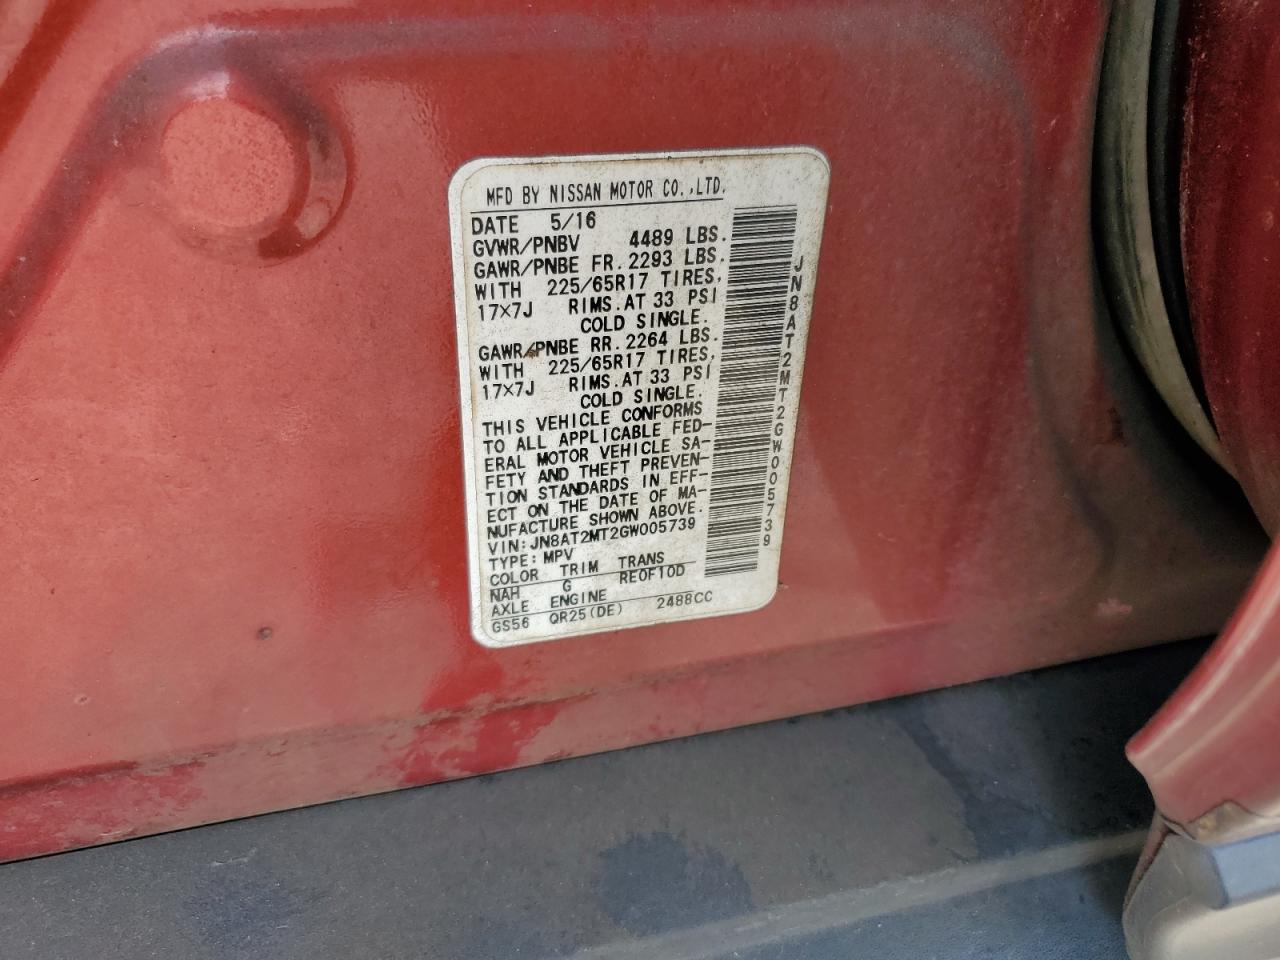 MFD BY NISSAN MOTOR CO.,LTD.
DATE 5/16
GVWR/PNBV 4489 LBS.
GAWR/PNBE FR. 2293 LBS.
WITH 225/65R17 TIRES,
17×7J RIMS. AT 33 PSI
COLD SINGLE.
GAWR/PNBE RR. 2264 LBS.
WITH 225/65R17 TIRES,
17×7J RIMS. AT 33 PSI
COLD SINGLE.
THIS VEHICLE CONFORMS
TO ALL APPLICABLE FED-
ERAL MOTOR VEHICLE SA-
FETY AND THEFT PREVEN-
TION STANDARDS IN EFF-
ECT ON THE DATE OF MA-
NUFACTURE SHOWN ABOVE.
VIN:JN8AT2MT2GW005739
TYPE: MPV
COLOR TRIM TRANS
NAH G RE0F10D
AXLE ENGINE
GS56 QR25(DE) 2488CC
JN8AT2MT2GW005739